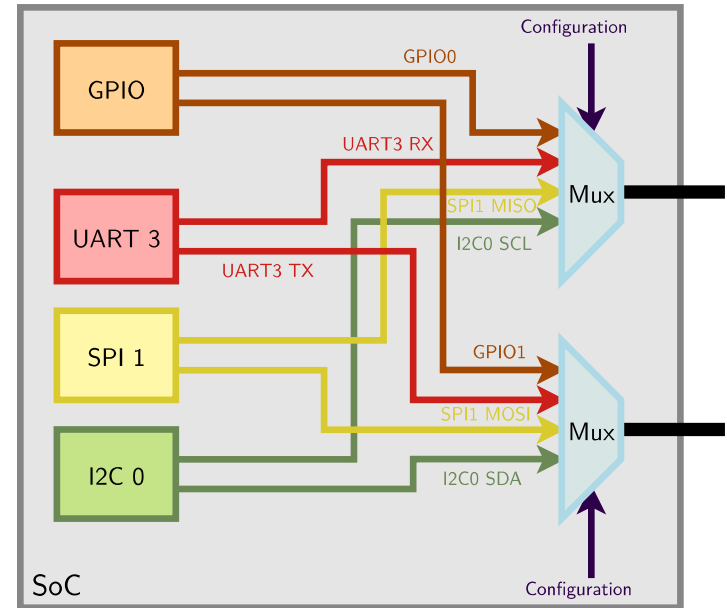 Configuration
GPIO0
GPIO
UART3 RX
Mux
SPI1 MISO
UART 3
I2C0 SCL
UART3 TX
GPIO1
SPI 1
SPI1 MOSI
Mux
I2C 0
I2C0 SDA
SoC
Configuration